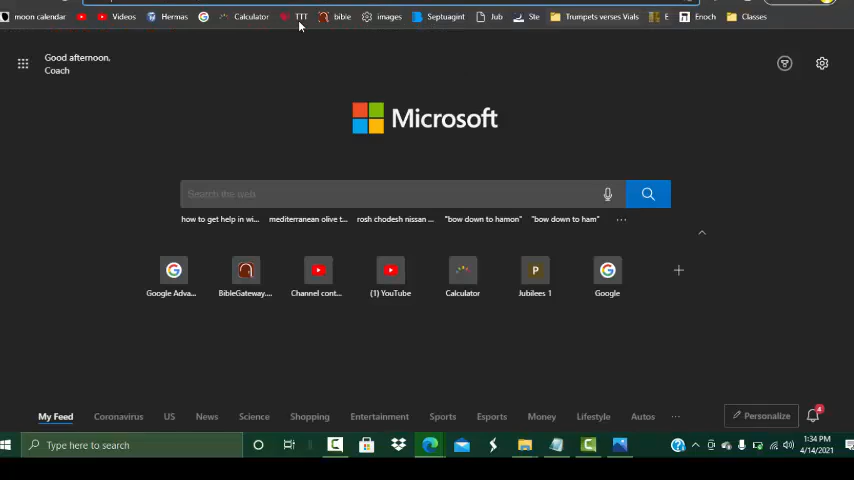 moon calendar Videos Hermas Calculator TTT bible images Septuagint Jub Ste Trumpets verses Vials E Enoch Classes
Good afternoon,
Coach
Microsoft
Search the web
how to get help in wi... mediterranean olive t... rosh chodesh nissan ... "bow down to hamon" "bow down to ham" ...
Google Adva... BibleGateway.... Channel cont... (1) YouTube Calculator Jubilees 1 Google
My Feed Coronavirus US News Science Shopping Entertainment Sports Esports Money Lifestyle Autos ... Personalize 4
Type here to search
1:34 PM
4/14/2021